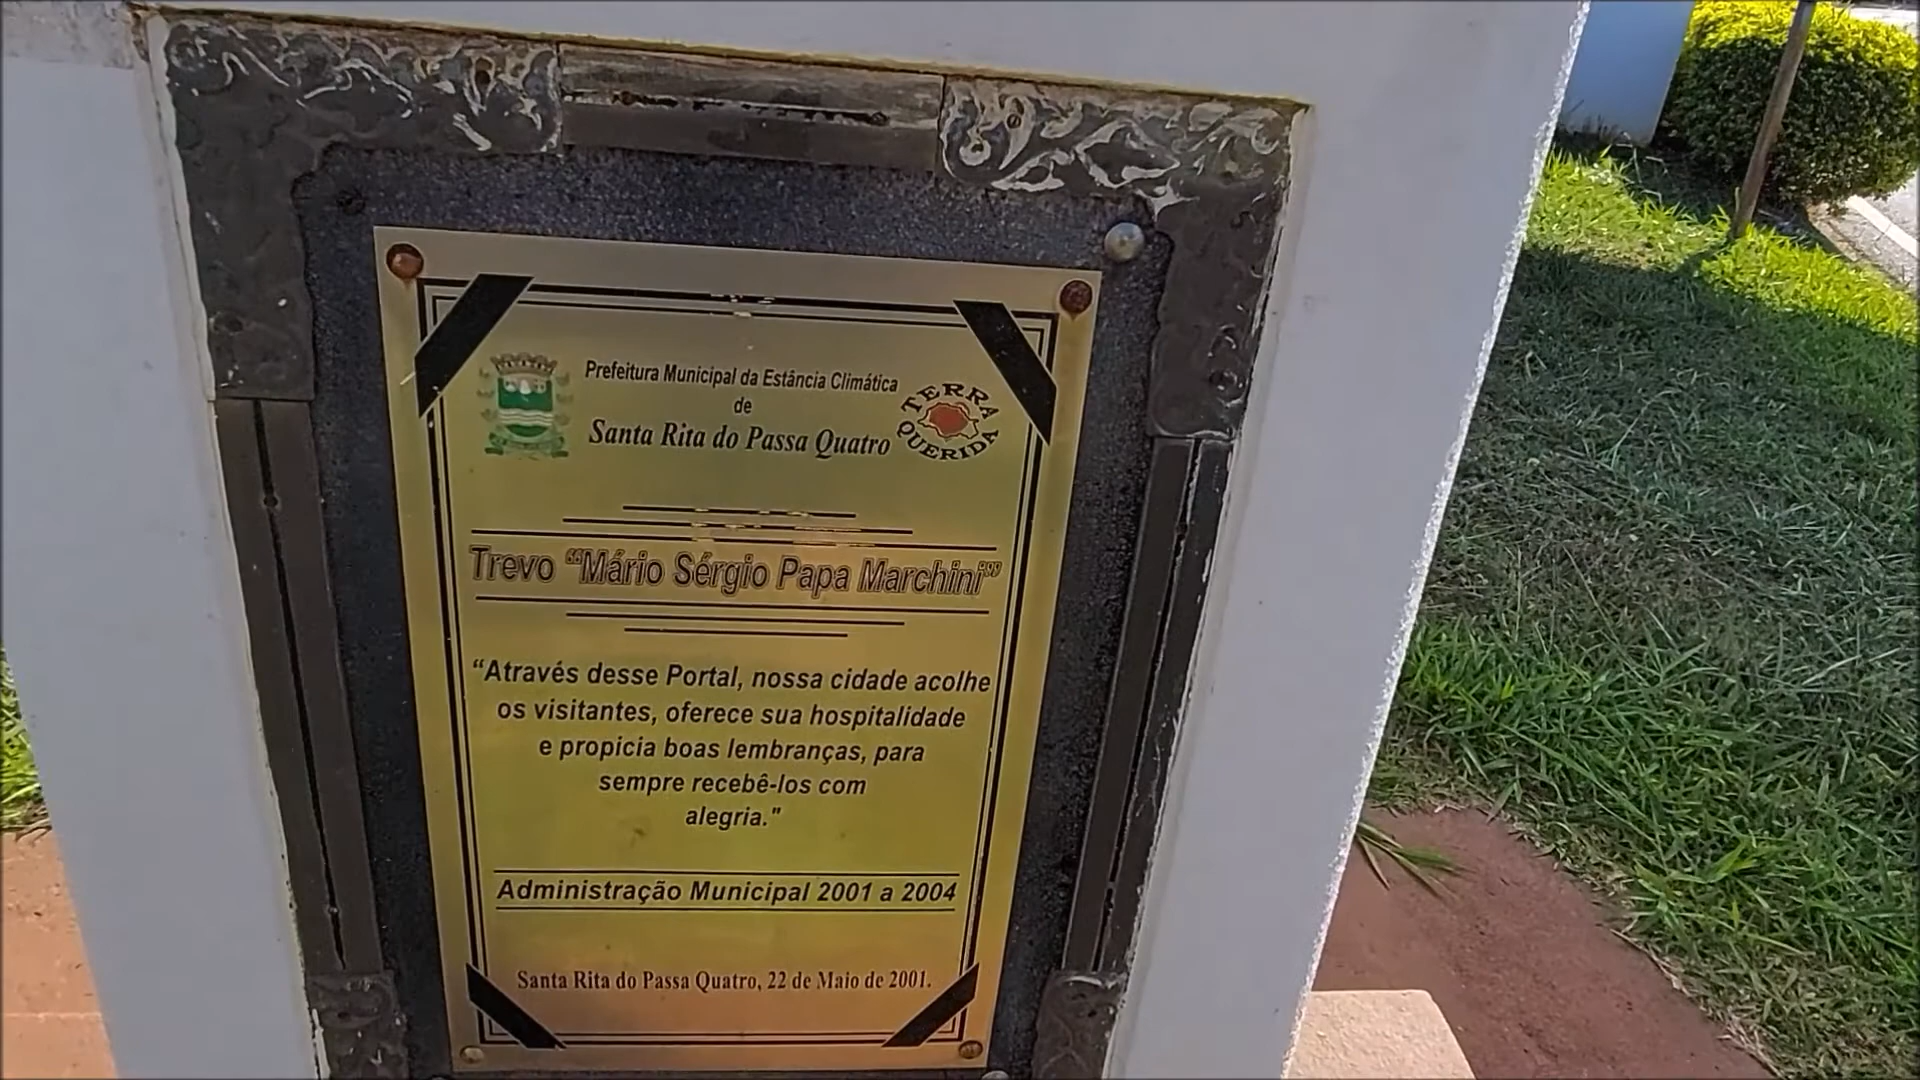 Prefeitura Municipal da Estância Climática
de
Santa Rita do Passa Quatro
TERRA
QUERIDA
Trevo “Mário Sérgio Papa Marchini”
“Através desse Portal, nossa cidade acolhe
os visitantes, oferece sua hospitalidade
e propicia boas lembranças, para
sempre recebê-los com
alegria.”
Administração Municipal 2001 a 2004
Santa Rita do Passa Quatro, 22 de Maio de 2001.